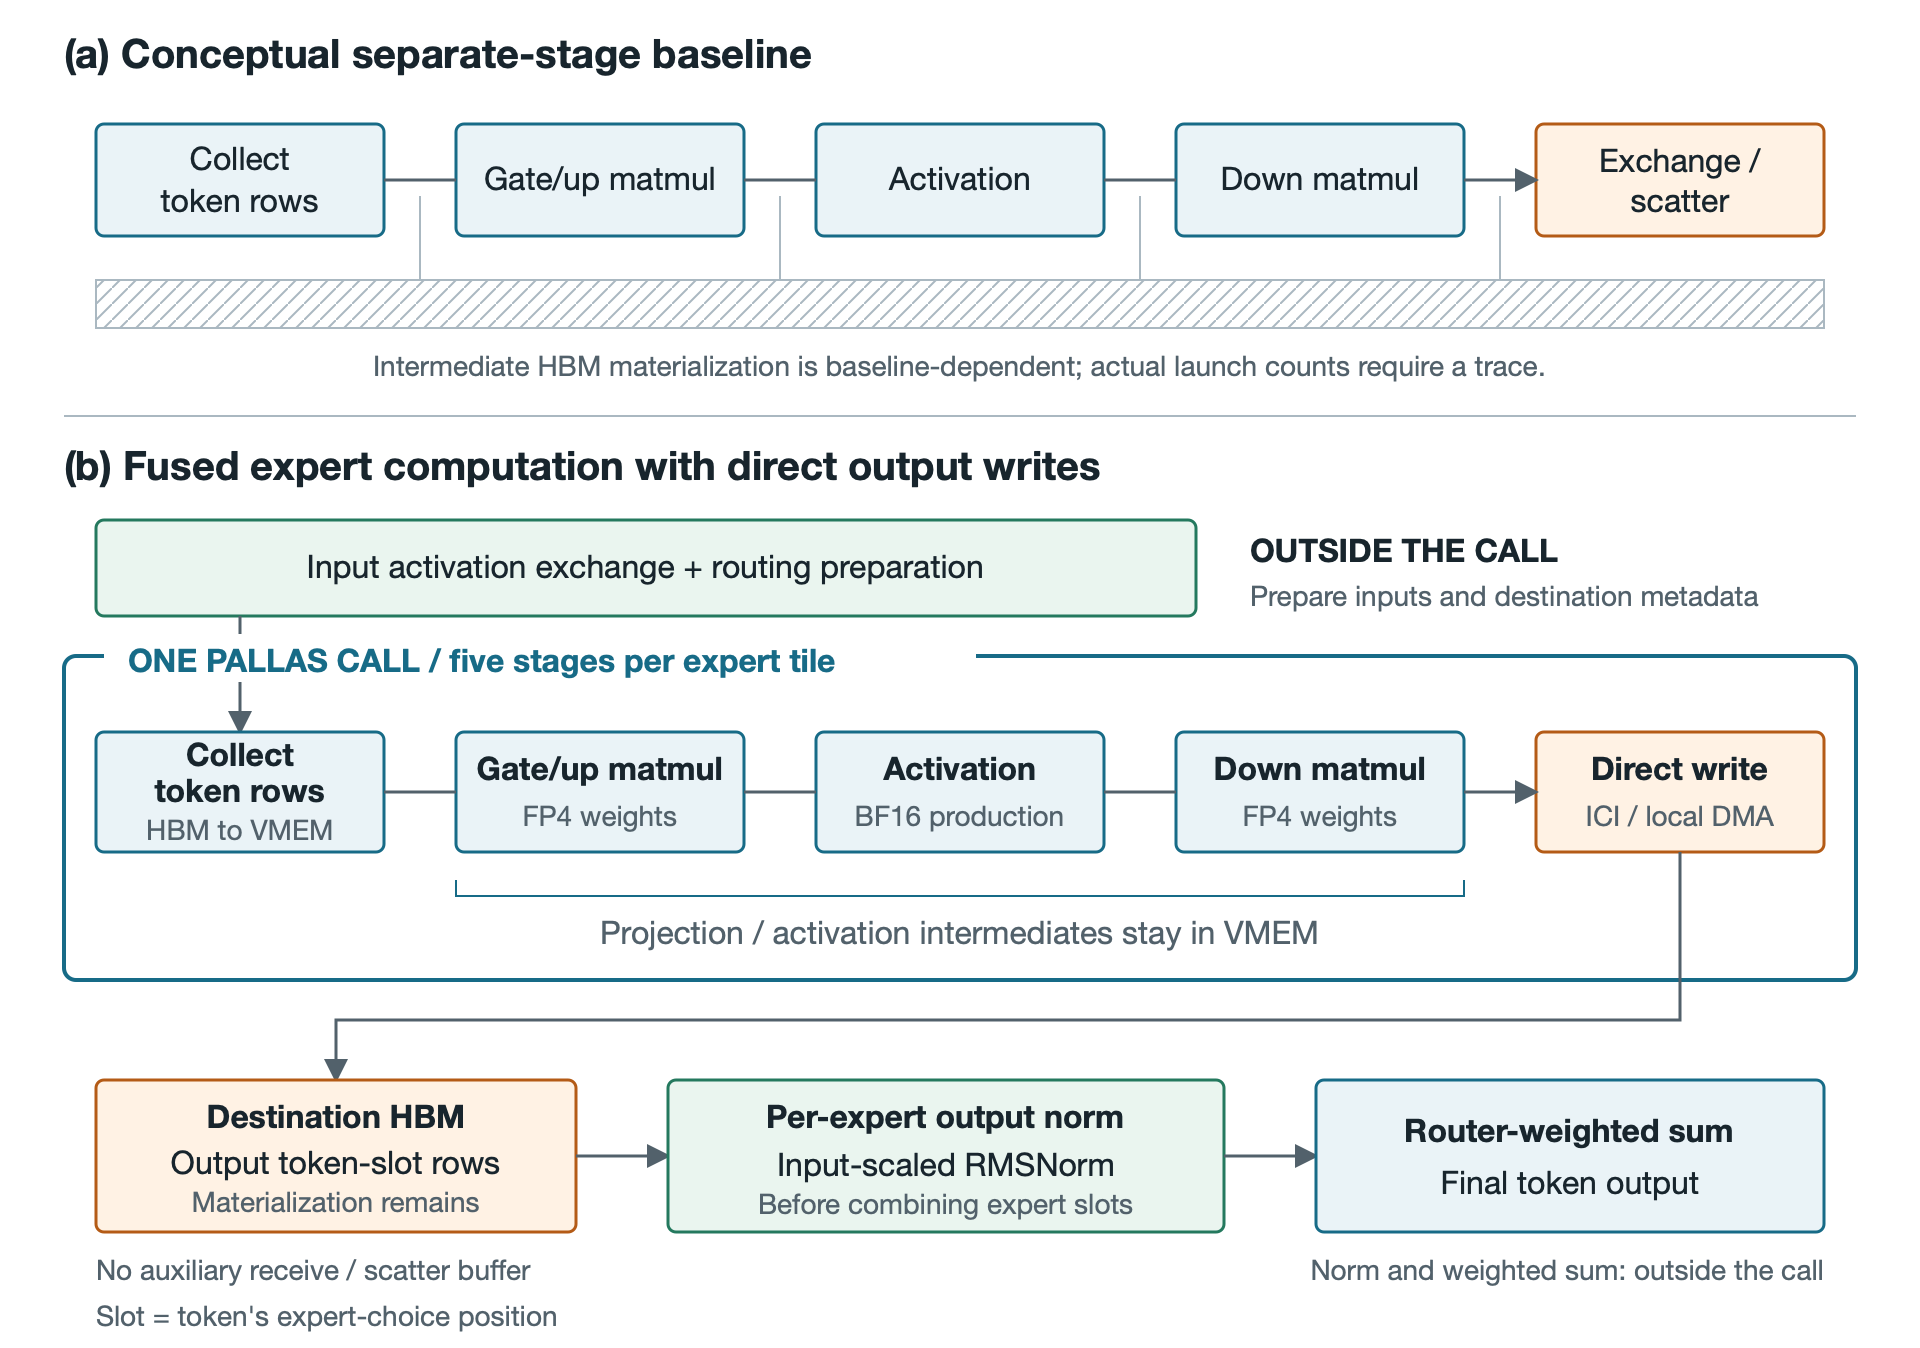 (a) Conceptual separate-stage baseline
Collect
token rows
Gate/up matmul
Activation
Down matmul
Exchange /
scatter
Intermediate HBM materialization is baseline-dependent; actual launch counts require a trace.
(b) Fused expert computation with direct output writes
Input activation exchange + routing preparation
OUTSIDE THE CALL
Prepare inputs and destination metadata
ONE PALLAS CALL / five stages per expert tile
Collect
token rows
HBM to VMEM
Gate/up matmul
FP4 weights
Activation
BF16 production
Down matmul
FP4 weights
Direct write
ICI / local DMA
Projection / activation intermediates stay in VMEM
Destination HBM
Output token-slot rows
Materialization remains
Per-expert output norm
Input-scaled RMSNorm
Before combining expert slots
Router-weighted sum
Final token output
No auxiliary receive / scatter buffer
Slot = token's expert-choice position
Norm and weighted sum: outside the call